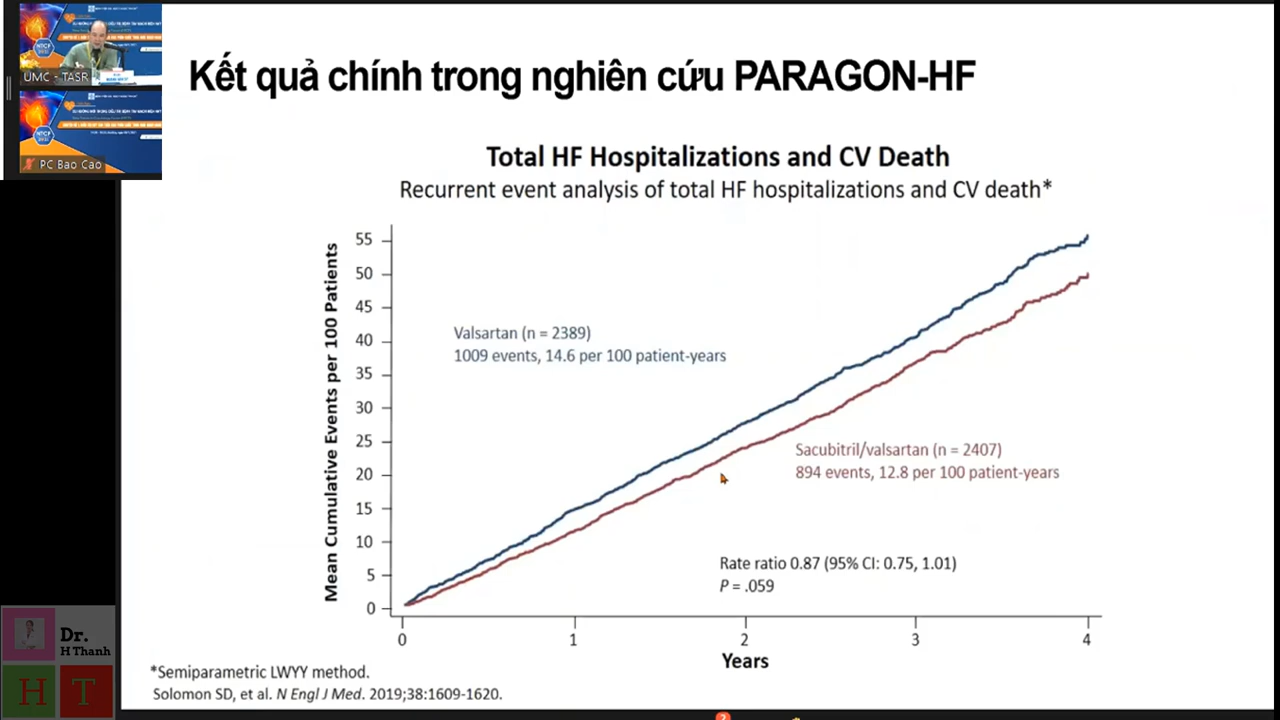 Kết quả chính trong nghiên cứu PARAGON-HF
UMC - TASR
NTCF
PC Bao Cao
NTCF
Total HF Hospitalizations and CV Death
Recurrent event analysis of total HF hospitalizations and CV death*
Mean Cumulative Events per 100 Patients
55
50
45
40
35
30
25
20
15
10
5
0
Valsartan (n = 2389)
1009 events, 14.6 per 100 patient-years
Sacubitril/valsartan (n = 2407)
894 events, 12.8 per 100 patient-years
Rate ratio 0.87 (95% CI: 0.75, 1.01)
P = .059
0 1 2 3 4
Years
*Semiparametric LWYY method.
Solomon SD, et al. N Engl J Med. 2019;38:1609-1620.
Dr.
H Thanh
H T